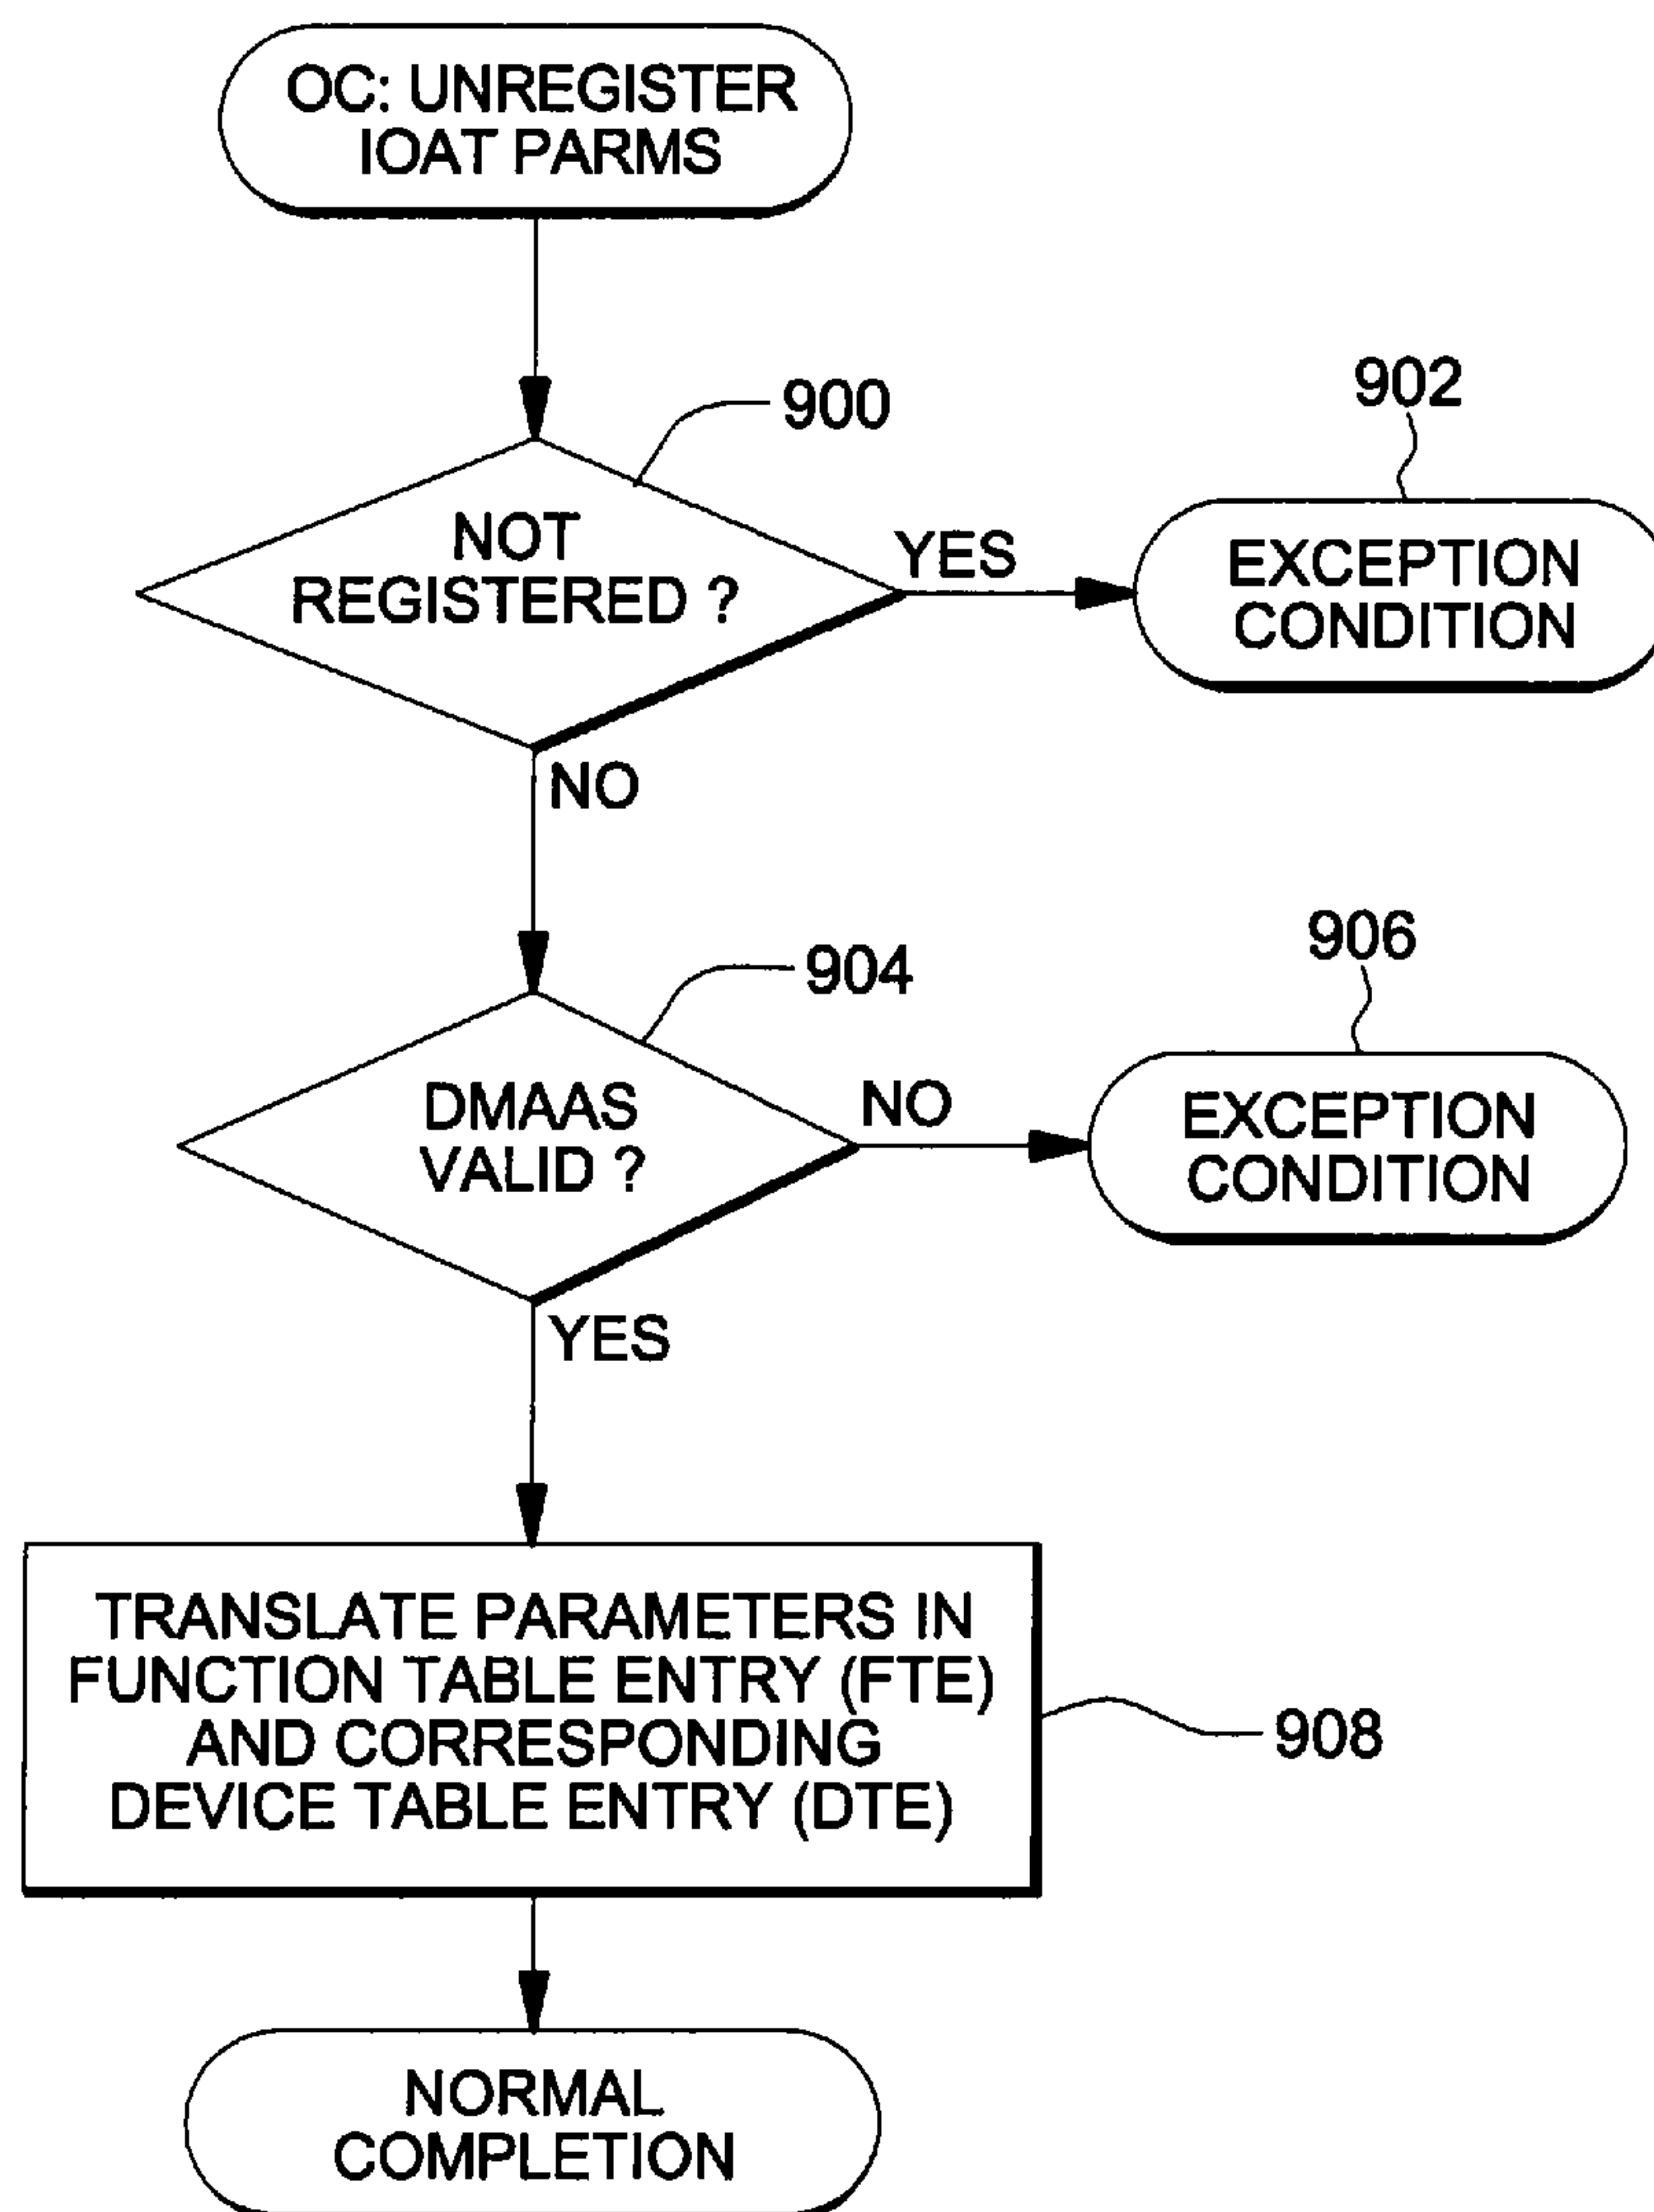 OC: UNREGISTER
IOAT PARMS
900
902
NOT
REGISTERED ?
YES
EXCEPTION
CONDITION
NO
904
906
DMAAS
VALID ?
NO
EXCEPTION
CONDITION
YES
TRANSLATE PARAMETERS IN
FUNCTION TABLE ENTRY (FTE)
AND CORRESPONDING
DEVICE TABLE ENTRY (DTE)
908
NORMAL
COMPLETION